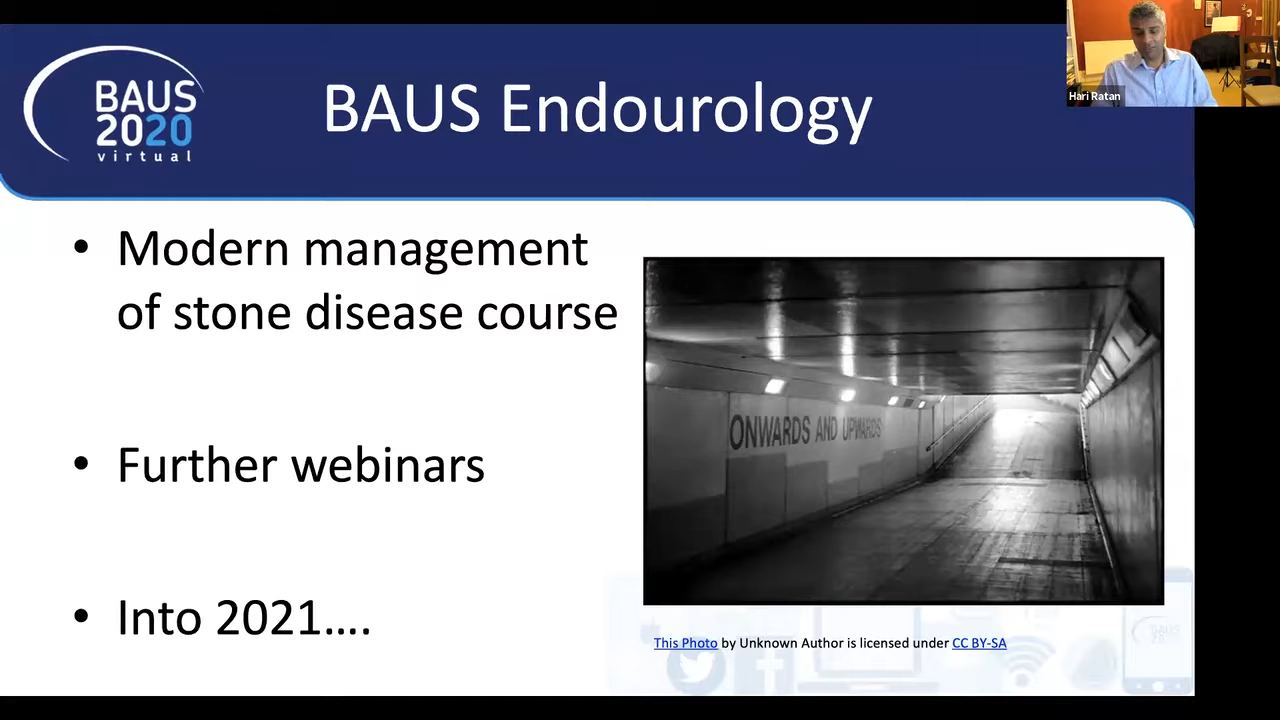 Hari Ratan
BAUS
2020
virtual
BAUS Endourology
• Modern management
of stone disease course
• Further webinars
• Into 2021....
ONWARDS AND UPWARDS
This Photo by Unknown Author is licensed under CC BY-SA